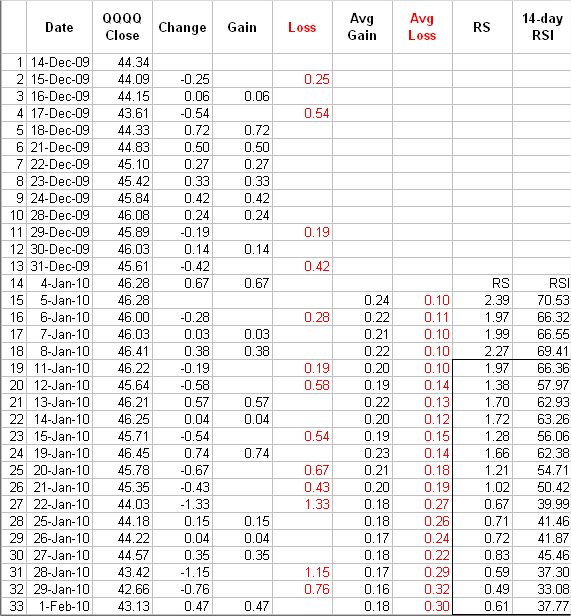 Date QQQQ Close Change Gain Loss Avg Gain Avg Loss RS 14-day RSI
1 14-Dec-09 44.34
2 15-Dec-09 44.09 -0.25 0.25
3 16-Dec-09 44.15 0.06 0.06
4 17-Dec-09 43.61 -0.54 0.54
5 18-Dec-09 44.33 0.72 0.72
6 21-Dec-09 44.83 0.50 0.50
7 22-Dec-09 45.10 0.27 0.27
8 23-Dec-09 45.42 0.33 0.33
9 24-Dec-09 45.84 0.42 0.42
10 28-Dec-09 46.08 0.24 0.24
11 29-Dec-09 45.89 -0.19 0.19
12 30-Dec-09 46.03 0.14 0.14
13 31-Dec-09 45.61 -0.42 0.42
14 4-Jan-10 46.28 0.67 0.67 RS RSI
15 5-Jan-10 46.28 0.24 0.10 2.39 70.53
16 6-Jan-10 46.00 -0.28 0.28 0.22 0.11 1.97 66.32
17 7-Jan-10 46.03 0.03 0.03 0.21 0.10 1.99 66.55
18 8-Jan-10 46.41 0.38 0.38 0.22 0.10 2.27 69.41
19 11-Jan-10 46.22 -0.19 0.19 0.20 0.10 1.97 66.36
20 12-Jan-10 45.64 -0.58 0.58 0.19 0.14 1.38 57.97
21 13-Jan-10 46.21 0.57 0.57 0.22 0.13 1.70 62.93
22 14-Jan-10 46.25 0.04 0.04 0.20 0.12 1.72 63.26
23 15-Jan-10 45.71 -0.54 0.54 0.19 0.15 1.28 56.06
24 19-Jan-10 46.45 0.74 0.74 0.23 0.14 1.66 62.38
25 20-Jan-10 45.78 -0.67 0.67 0.21 0.18 1.21 54.71
26 21-Jan-10 45.35 -0.43 0.43 0.20 0.19 1.02 50.42
27 22-Jan-10 44.03 -1.33 1.33 0.18 0.27 0.67 39.99
28 25-Jan-10 44.18 0.15 0.15 0.18 0.26 0.71 41.46
29 26-Jan-10 44.22 0.04 0.04 0.17 0.24 0.72 41.87
30 27-Jan-10 44.57 0.35 0.35 0.18 0.22 0.83 45.46
31 28-Jan-10 43.42 -1.15 1.15 0.17 0.29 0.59 37.30
32 29-Jan-10 42.66 -0.76 0.76 0.16 0.32 0.49 33.08
33 1-Feb-10 43.13 0.47 0.47 0.18 0.30 0.61 37.77